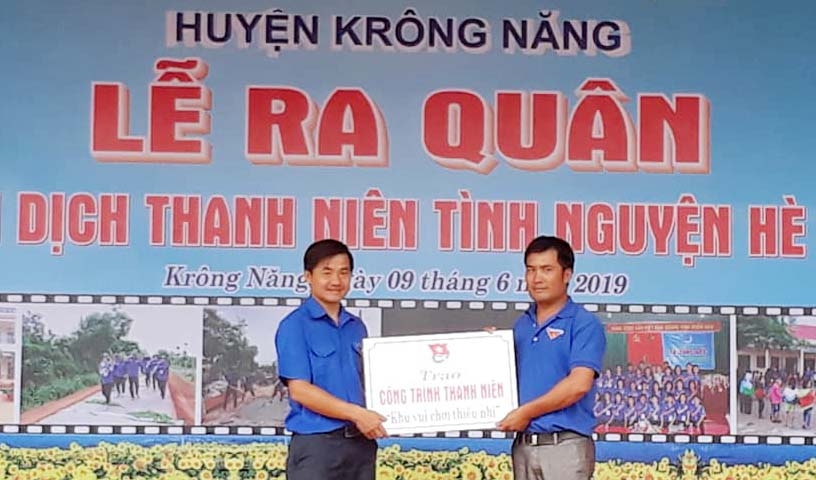 HUYỆN KRÔNG NĂNG
LỄ RA QUÂN
DỊCH THANH NIÊN TÌNH NGUYỆN HÈ
Krông Năng, ngày 09 tháng 6 2019
Trao
CÔNG TRÌNH THANH NIÊN
"Khu vui chơi thiếu nhi"